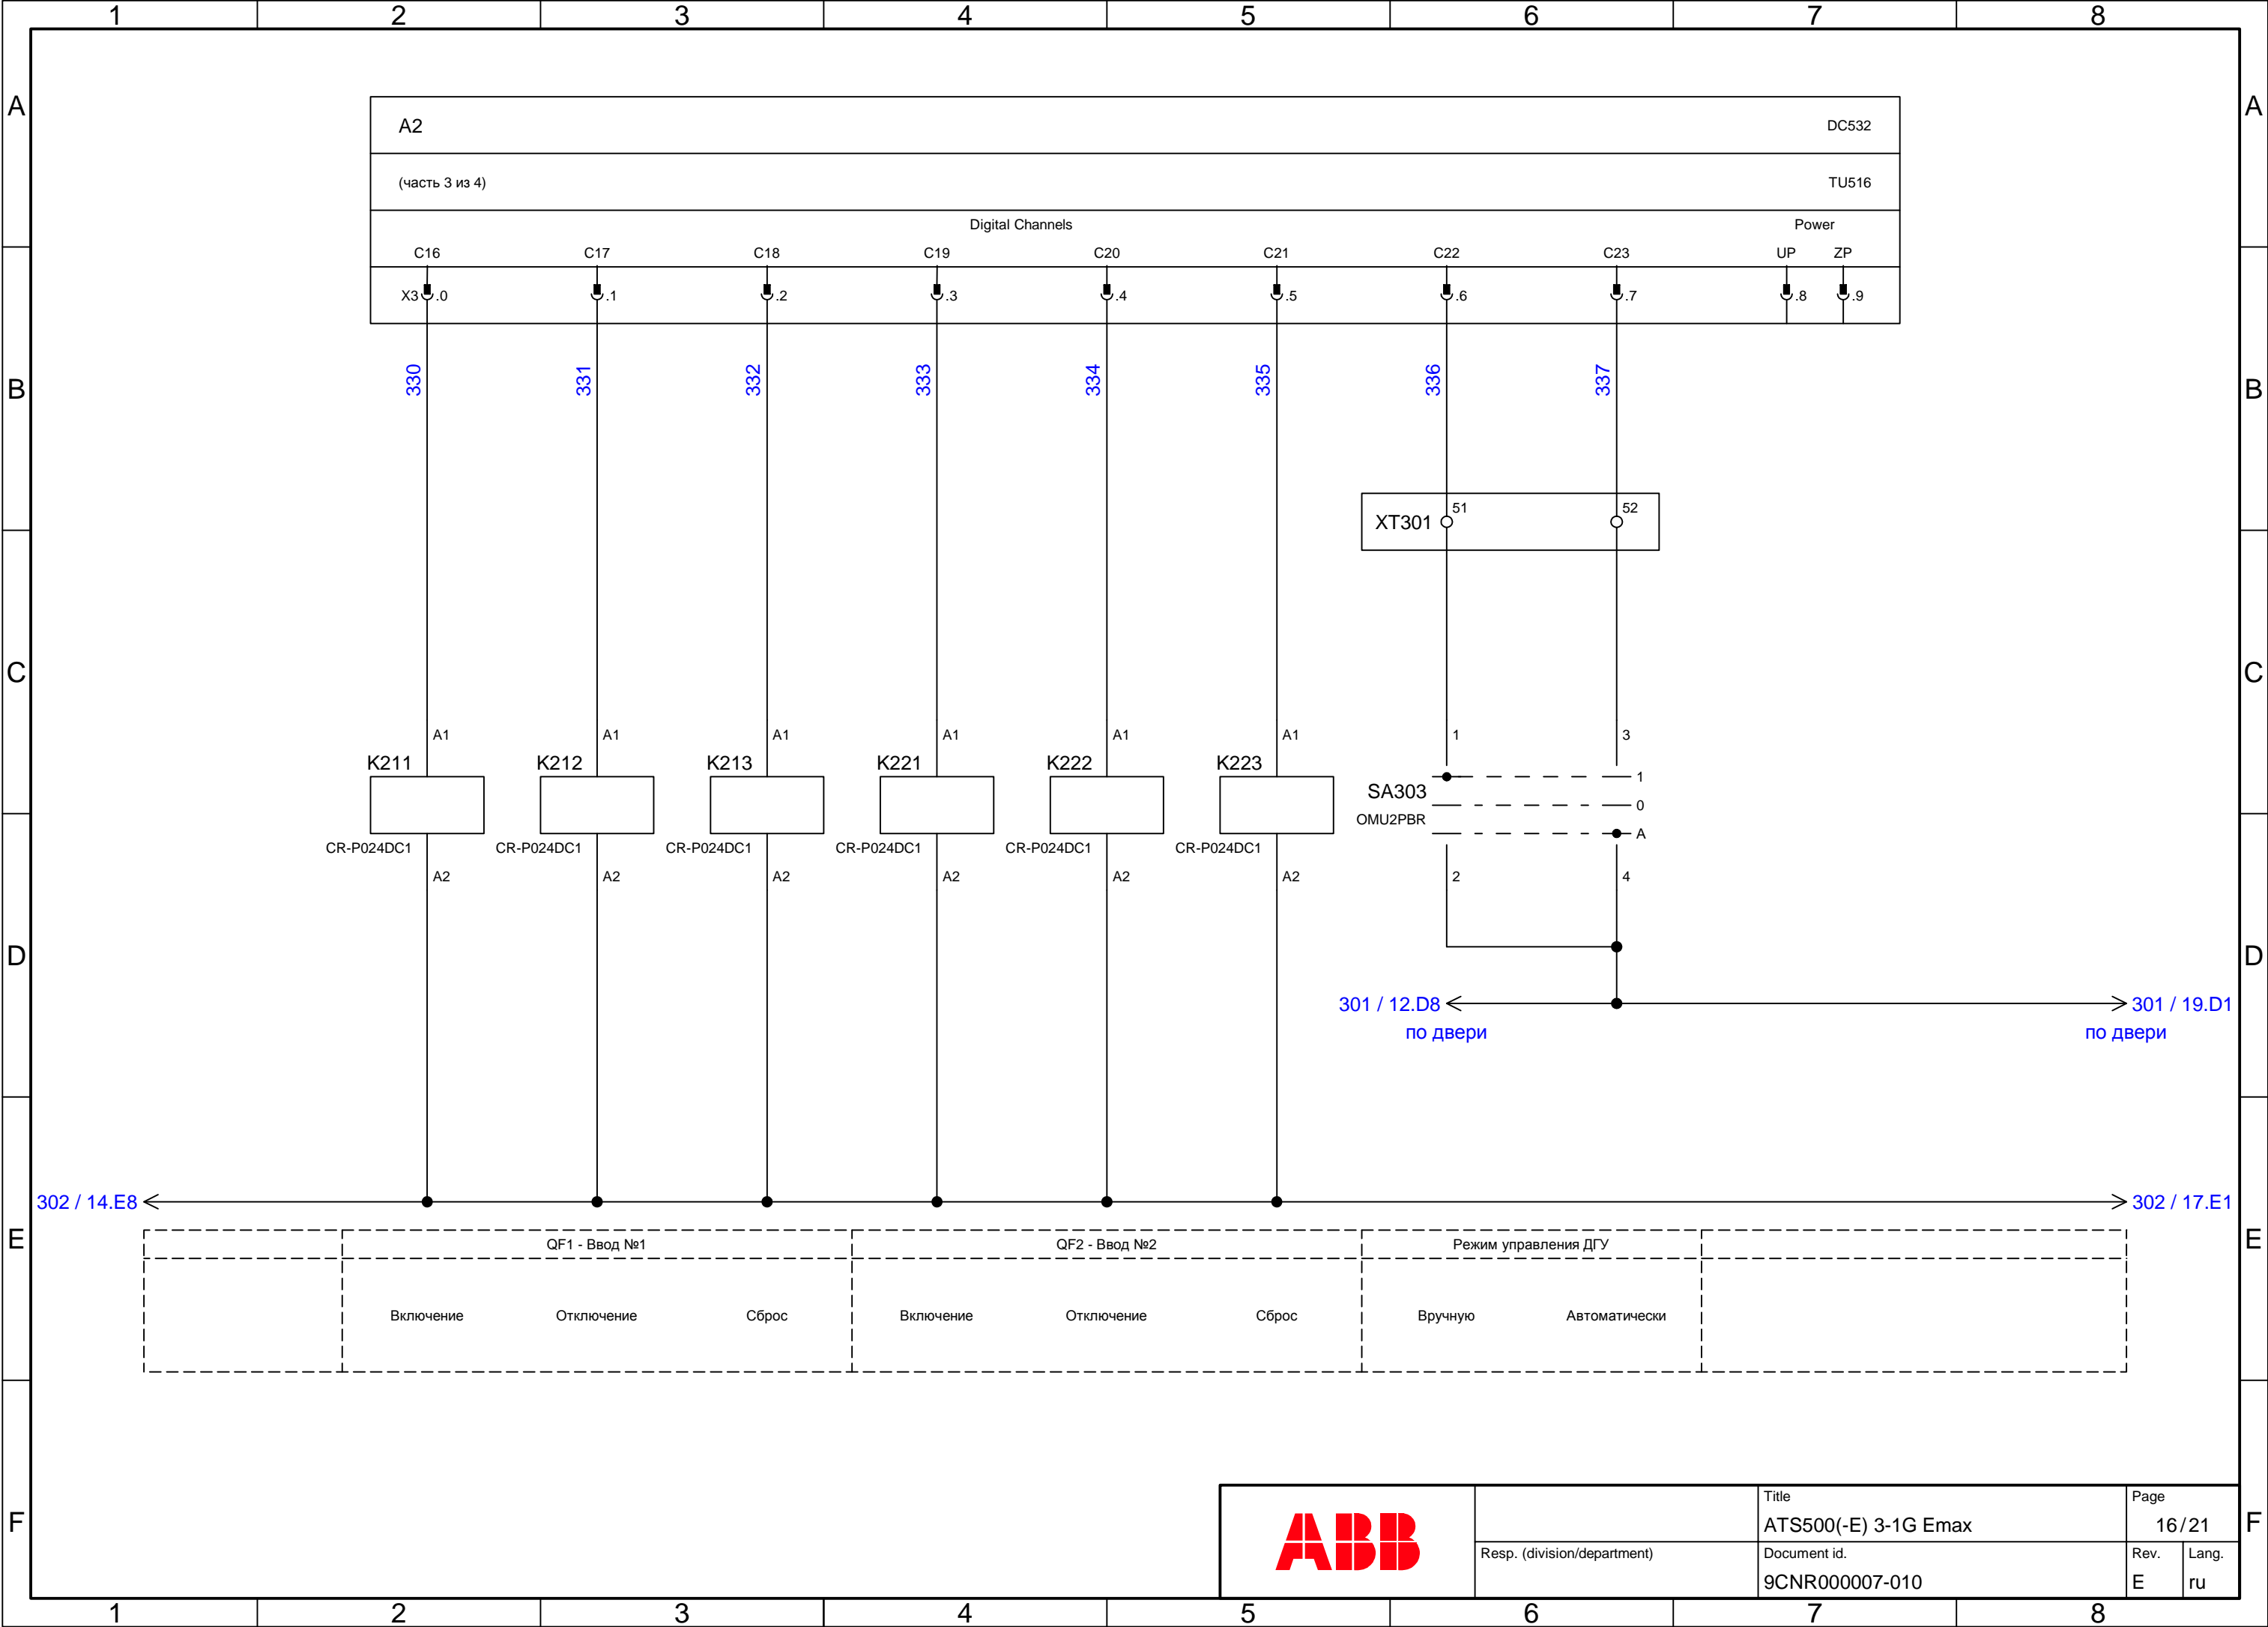 1 2 3 4 5 6 7 8
A A
A2 DC532
(часть 3 из 4) TU516
Digital Channels Power
C16 C17 C18 C19 C20 C21 C22 C23 UP ZP
X3 .0 .1 .2 .3 .4 .5 .6 .7 .8 .9
330 331 332 333 334 335 336 337
B B
51 52
XT301
C C
A1 A1 A1 A1 A1 A1 1 3
K211 K212 K213 K221 K222 K223
1
SA303
0
OMU2PBR
A
CR-P024DC1 CR-P024DC1 CR-P024DC1 CR-P024DC1 CR-P024DC1 CR-P024DC1
A2 A2 A2 A2 A2 A2 2 4
D D
301 / 12.D8 301 / 19.D1
по двери по двери
302 / 14.E8 302 / 17.E1
E E
QF1 - Ввод №1 QF2 - Ввод №2 Режим управления ДГУ
Включение Отключение Сброс Включение Отключение Сброс Вручную Автоматически
F F
ABB
Title
ATS500(-E) 3-1G Emax
Page
16/21
Resp. (division/department)
Document id.
9CNR000007-010
Rev. Lang.
E ru
1 2 3 4 5 6 7 8